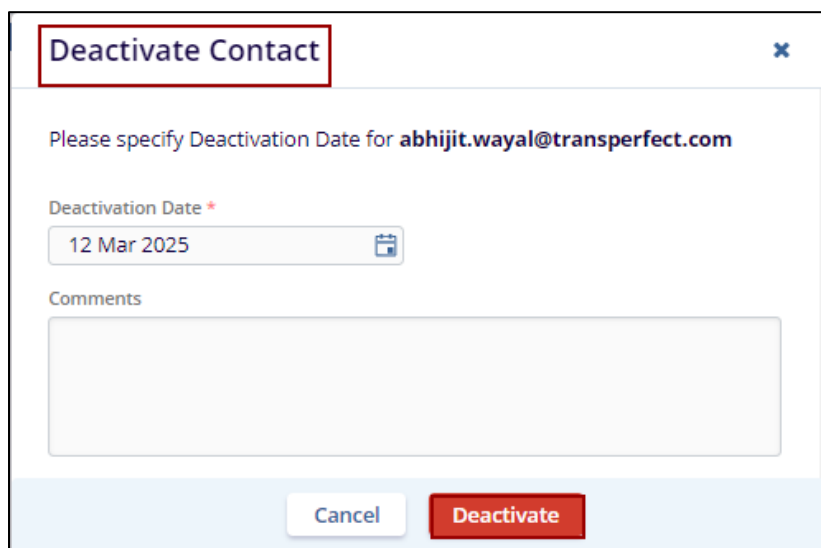 Deactivate Contact
Please specify Deactivation Date for abhijit.wayal@transperfect.com
Deactivation Date *
12 Mar 2025
Comments
Cancel
Deactivate